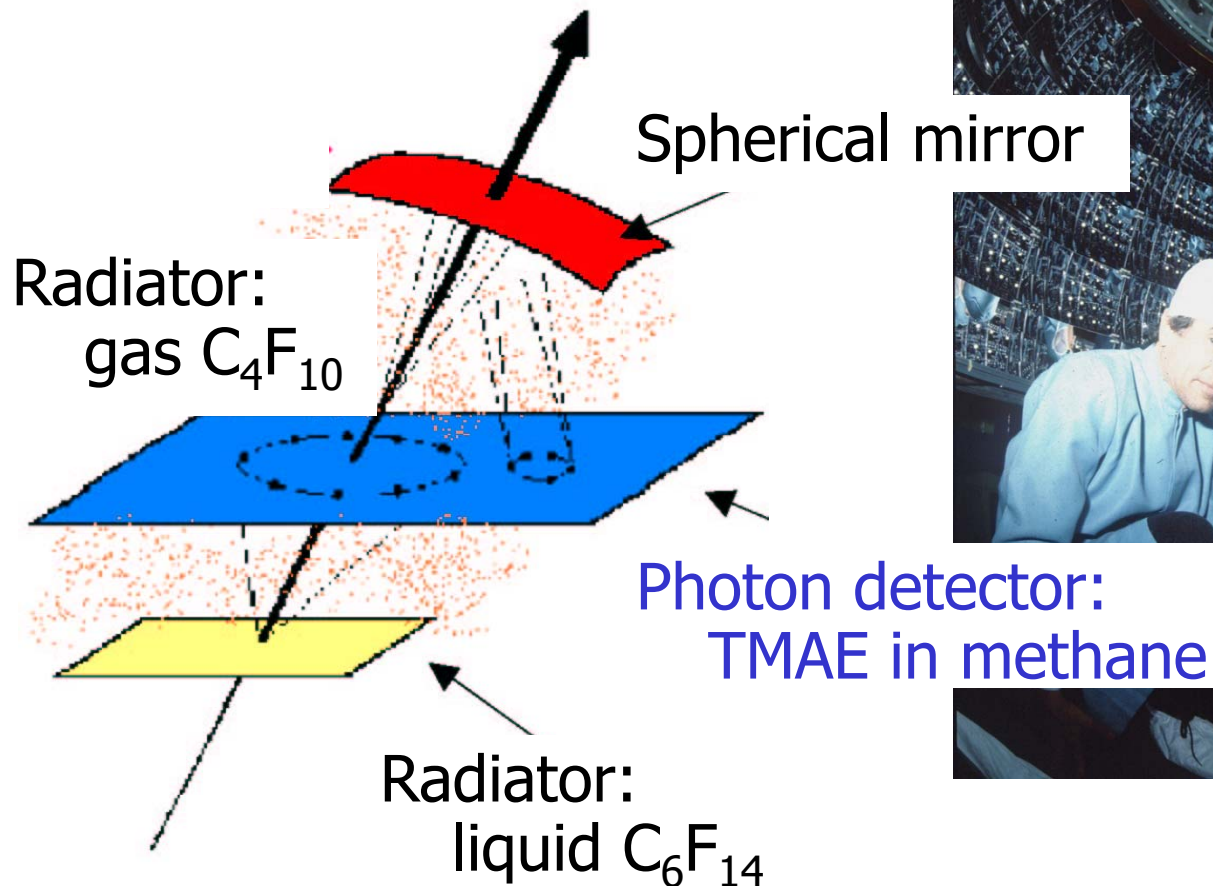 Spherical mirror
Radiator:
gas C₄F₁₀
Photon detector:
TMAE in methane
Radiator:
liquid C₆F₁₄